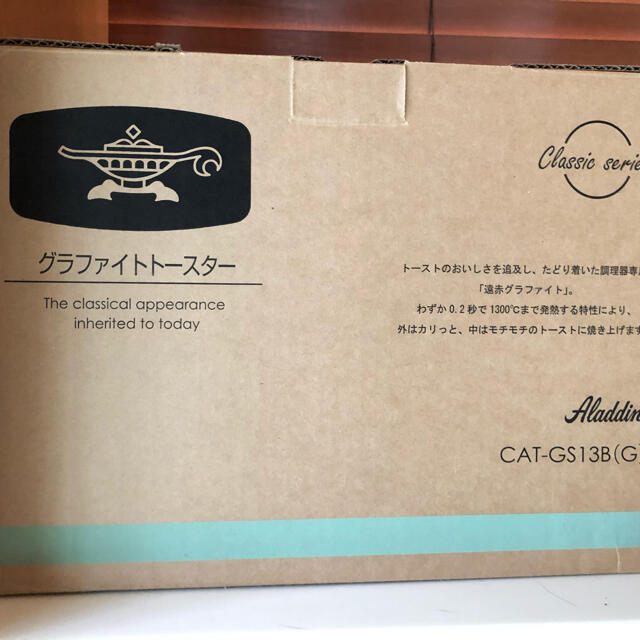 グラファイトトースター
The classical appearance
inherited to today
Classic serie
トーストのおいしさを追及し、たどり着いた調理器専用
「遠赤グラファイト」。
わずか0.2秒で1300℃まで発熱する特性により、
外はカリっと、中はモチモチのトーストに焼き上げます
Aladdin
CAT-GS13B(G)